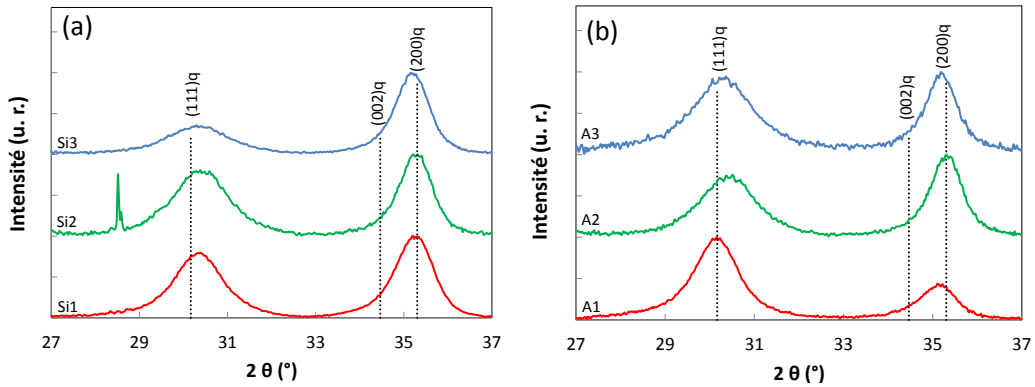 (a)
Intensité (u. r.)
(111)q
(002)q
(200)q
Si3
Si2
Si1
27 29 31 33 35 37
2 θ (°)
(b)
Intensité (u. r.)
(111)q
(002)q
(200)q
A3
A2
A1
27 29 31 33 35 37
2 θ (°)